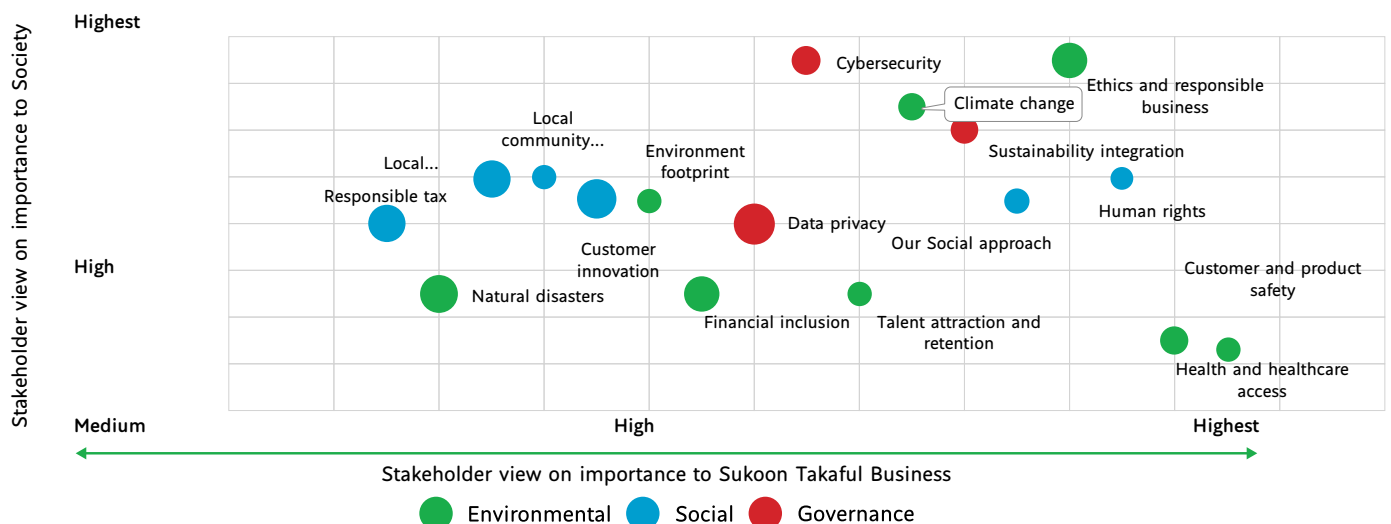 Highest
Stakeholder view on importance to Society
Cybersecurity
Ethics and responsible
business
Climate change
Local
community...
Local...
Environment
footprint
Sustainability integration
Responsible tax
Human rights
Data privacy
Our Social approach
Customer
innovation
High
Customer and product
safety
Natural disasters
Financial inclusion
Talent attraction and
retention
Health and healthcare
access
Medium
High
Highest
Stakeholder view on importance to Sukoon Takaful Business
Environmental
Social
Governance